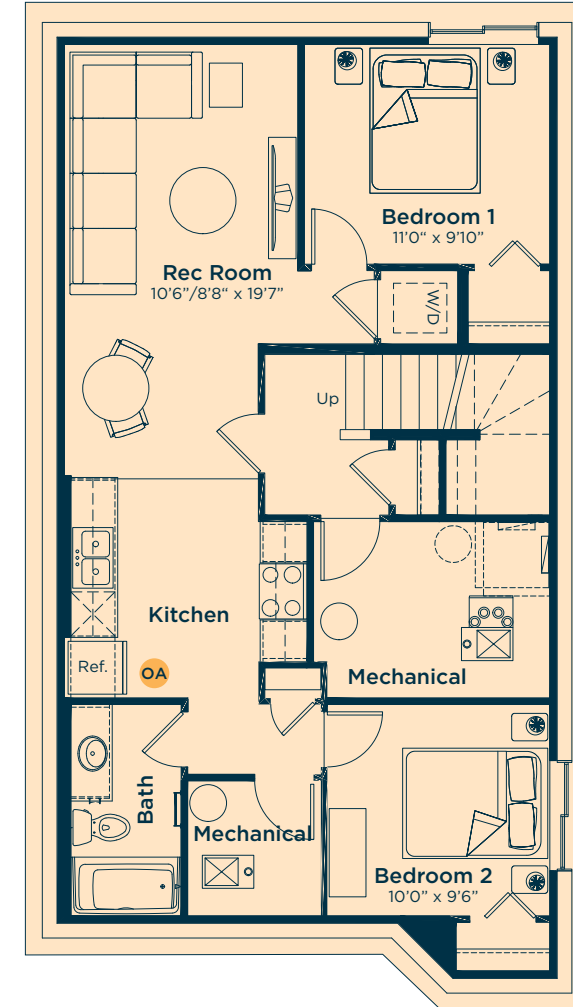 Bedroom 1
11'0" x 9'10"
Rec Room
10'6"/8'8" x 19'7"
W/D
Up
Kitchen
Ref.
OA
Mechanical
Bath
Mechanical
Bedroom 2
10'0" x 9'6"